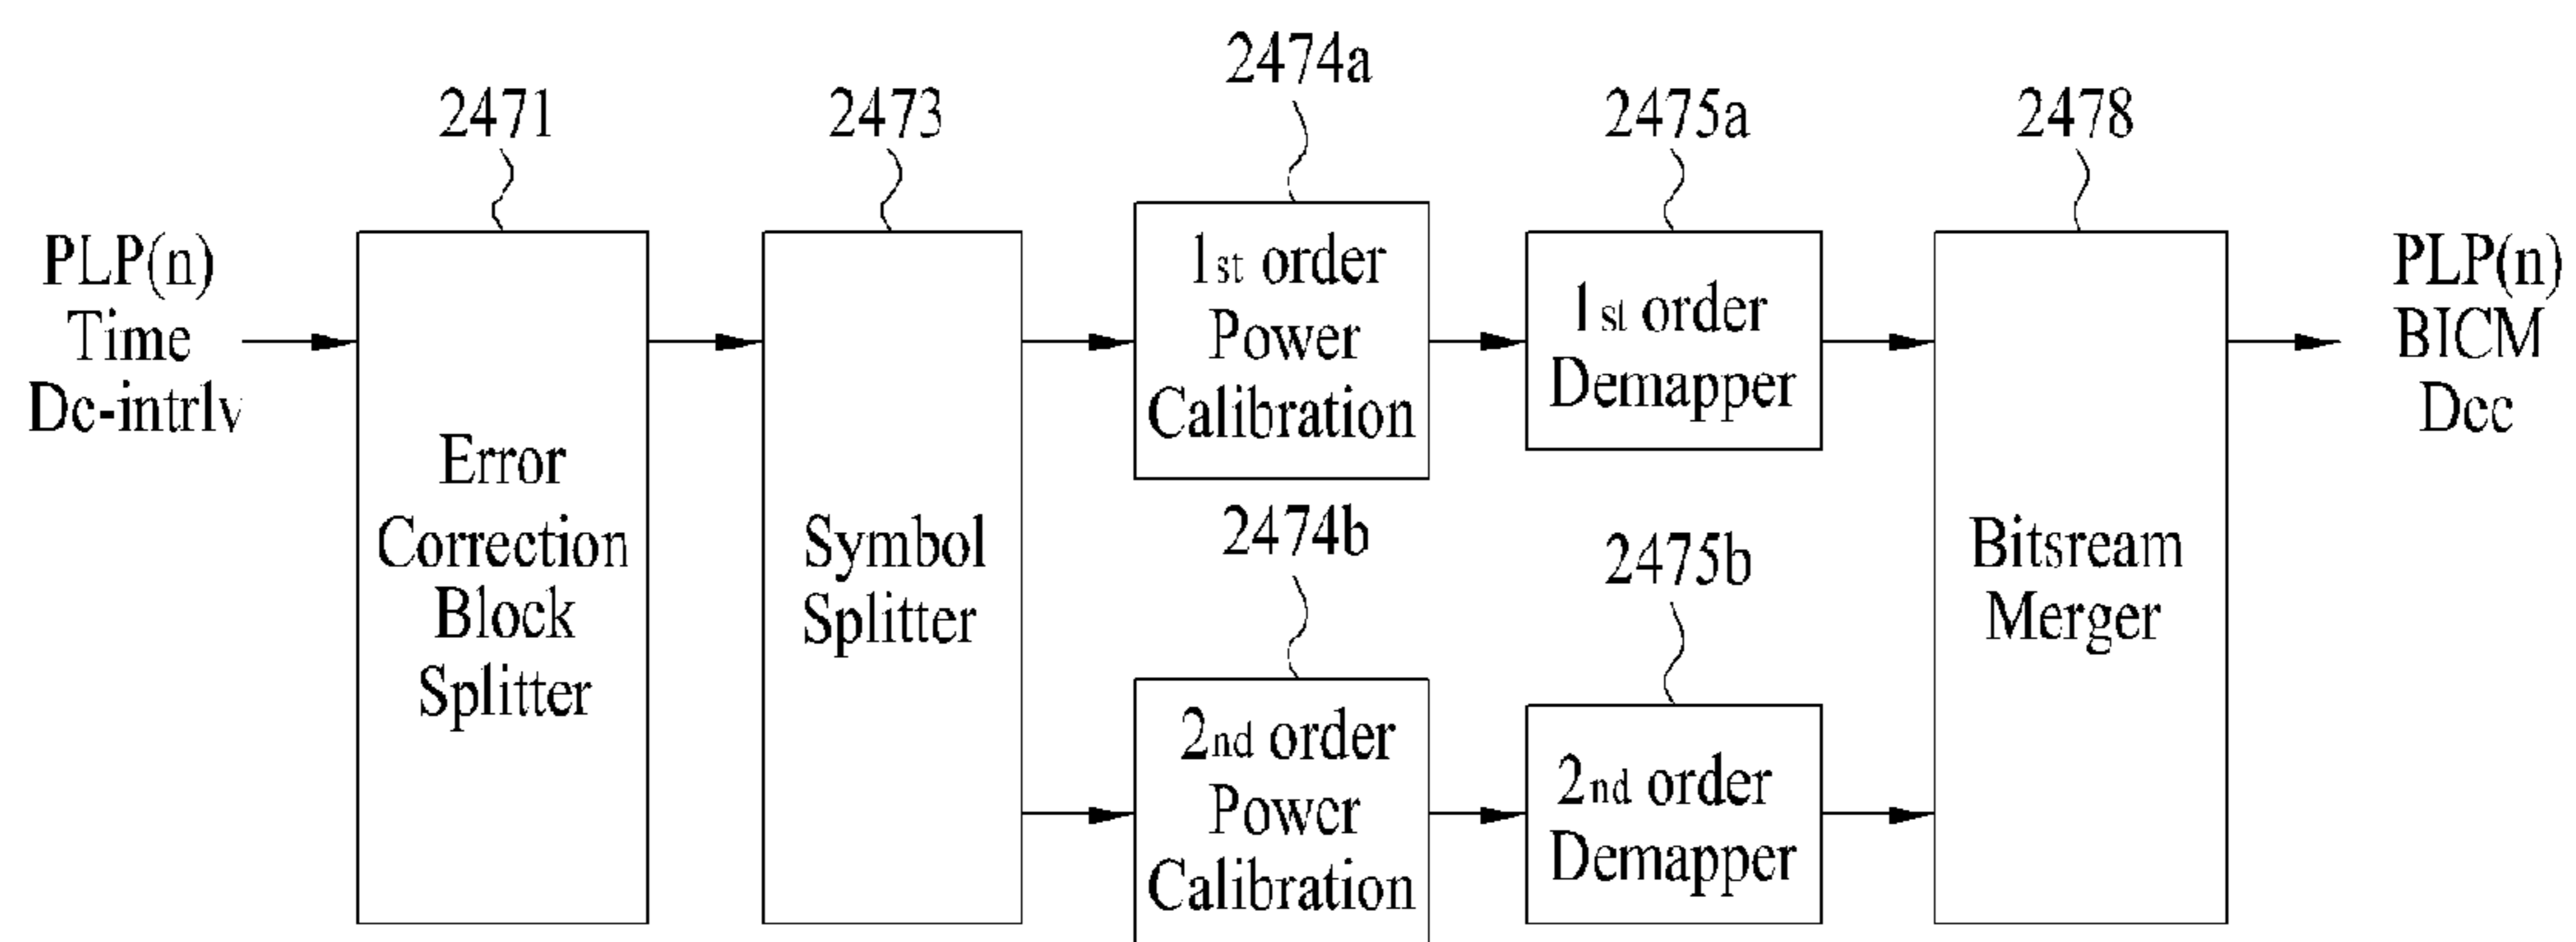 2474a
2471
2473
2475a
2478
PLP(n)
Time
De-intrlv
Error
Correction
Block
Splitter
Symbol
Splitter
1st order
Power
Calibration
1st order
Demapper
2474b
2475b
2nd order
Power
Calibration
2nd order
Demapper
Bitsream
Merger
PLP(n)
BICM
Dec